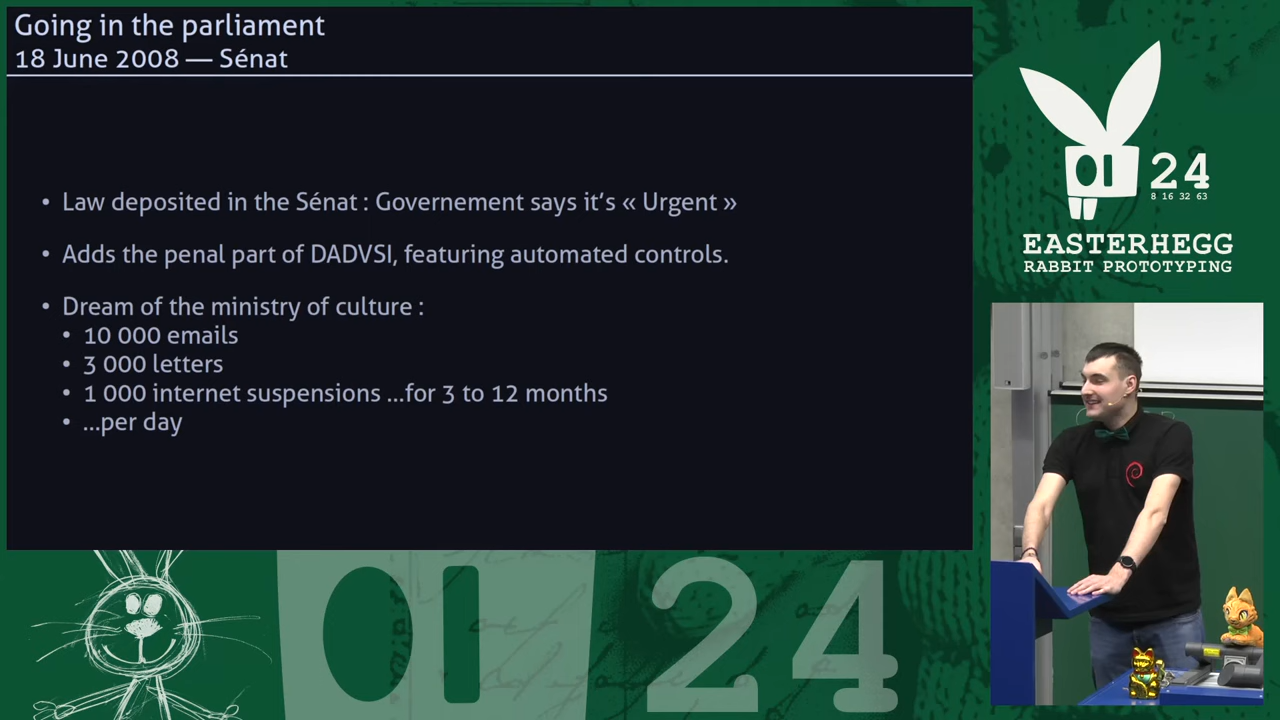 Going in the parliament
18 June 2008 — Sénat
• Law deposited in the Sénat : Governement says it's « Urgent »
• Adds the penal part of DADVSI, featuring automated controls.
• Dream of the ministry of culture :
• 10 000 emails
• 3 000 letters
• 1 000 internet suspensions ...for 3 to 12 months
• ...per day
24
8 16 32 63
EASTERHEGG
RABBIT PROTOTYPING
24